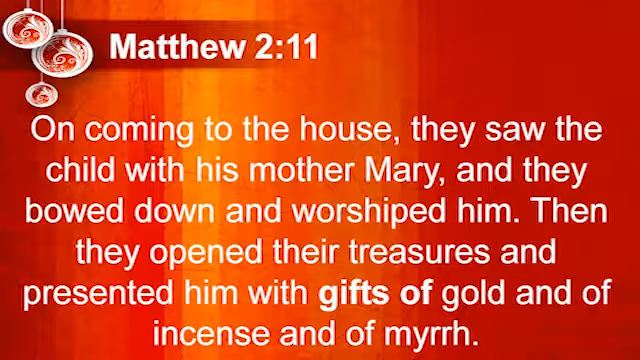 Matthew 2:11
On coming to the house, they saw the
child with his mother Mary, and they
bowed down and worshiped him. Then
they opened their treasures and
presented him with gifts of gold and of
incense and of myrrh.